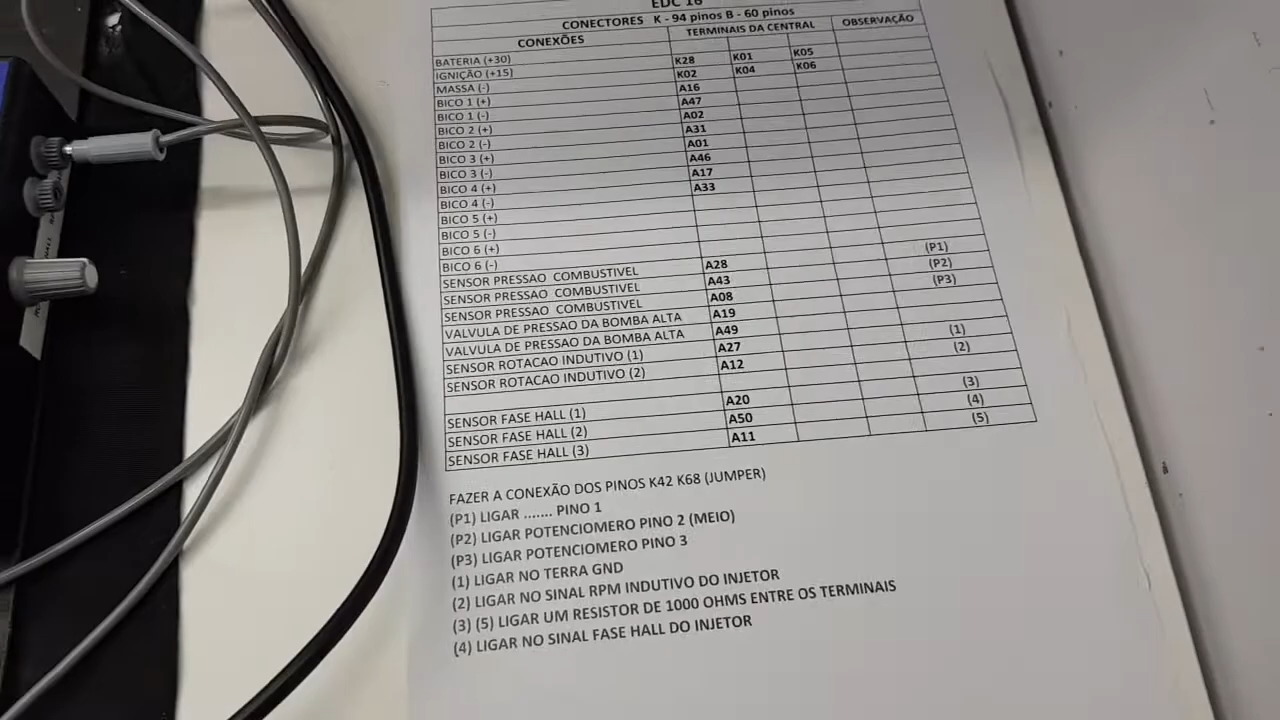 EDC 16
CONECTORES K - 94 pinos B - 60 pinos
CONEXÕES TERMINAIS DA CENTRAL OBSERVAÇÃO
BATERIA (+30) K28 K01 K05
IGNIÇÃO (+15) K02 K04 K06
MASSA (-) A16
BICO 1 (+) A47
BICO 1 (-) A02
BICO 2 (+) A31
BICO 2 (-) A01
BICO 3 (+) A46
BICO 3 (-) A17
BICO 4 (+) A33
BICO 4 (-)
BICO 5 (+)
BICO 5 (-)
BICO 6 (+)
BICO 6 (-)
SENSOR PRESSAO COMBUSTIVEL A28 (P1)
SENSOR PRESSAO COMBUSTIVEL A43 (P2)
SENSOR PRESSAO COMBUSTIVEL A08 (P3)
VALVULA DE PRESSAO DA BOMBA ALTA A19
VALVULA DE PRESSAO DA BOMBA ALTA A49
SENSOR ROTACAO INDUTIVO (1) A27 (1)
SENSOR ROTACAO INDUTIVO (2) A12 (2)
SENSOR FASE HALL (1) A20 (3)
SENSOR FASE HALL (2) A50 (4)
SENSOR FASE HALL (3) A11 (5)
FAZER A CONEXÃO DOS PINOS K42 K68 (JUMPER)
(P1) LIGAR ....... PINO 1
(P2) LIGAR POTENCIOMERO PINO 2 (MEIO)
(P3) LIGAR POTENCIOMERO PINO 3
(1) LIGAR NO TERRA GND
(2) LIGAR NO SINAL RPM INDUTIVO DO INJETOR
(3) (5) LIGAR UM RESISTOR DE 1000 OHMS ENTRE OS TERMINAIS
(4) LIGAR NO SINAL FASE HALL DO INJETOR